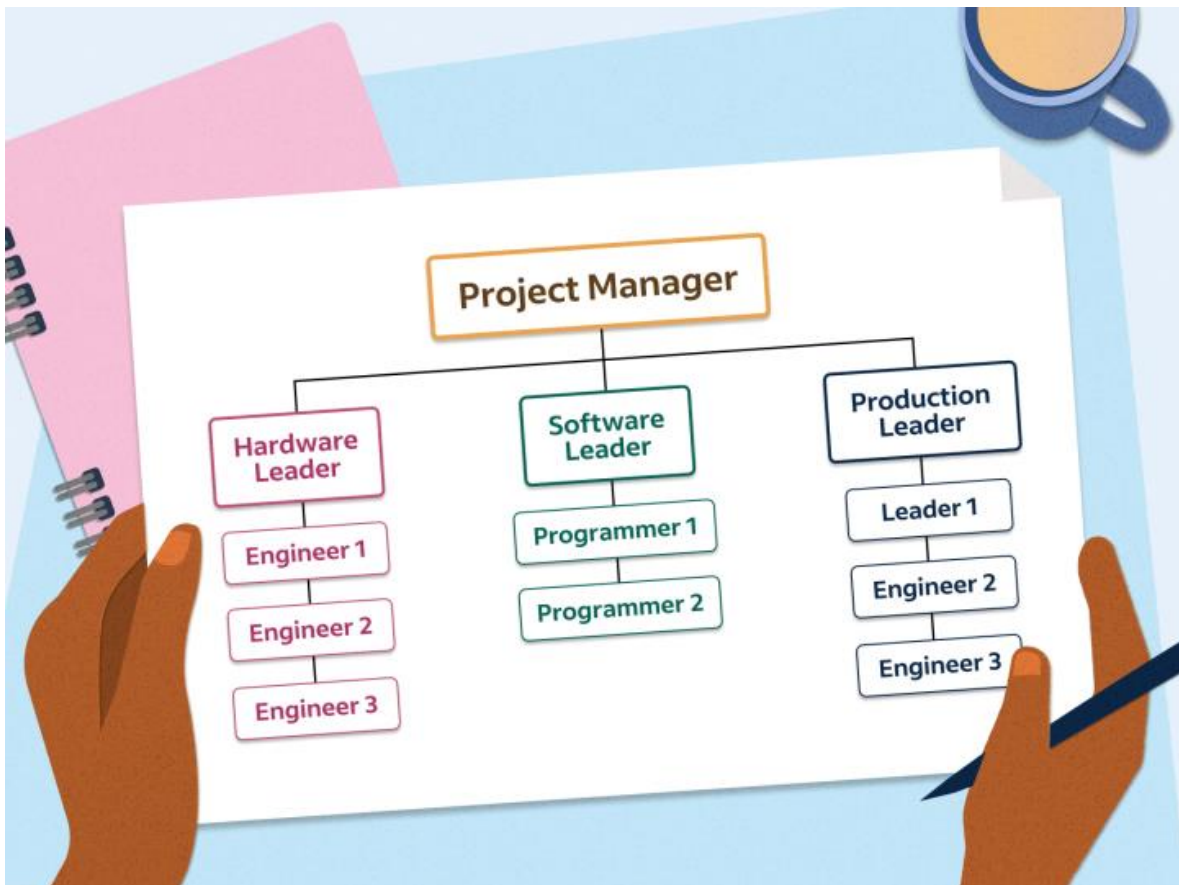 Project Manager
Hardware
Leader
Engineer 1
Engineer 2
Engineer 3
Software
Leader
Programmer 1
Programmer 2
Production
Leader
Leader 1
Engineer 2
Engineer 3